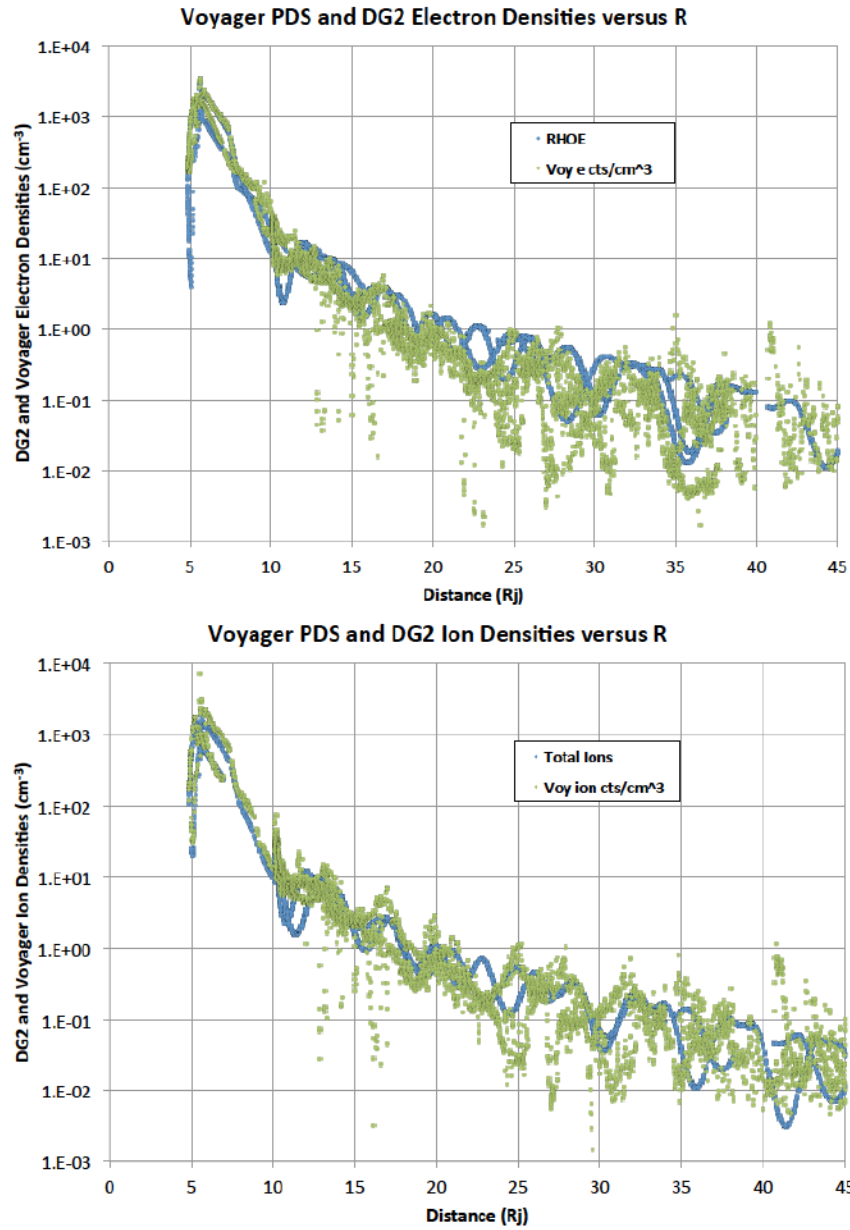 Voyager PDS and DG2 Electron Densities versus R
DG2 and Voyager Electron Densities (cm-3)
1.E+04
1.E+03
1.E+02
1.E+01
1.E+00
1.E-01
1.E-02
1.E-03
RHOE
Voy e cts/cm^3
0 5 10 15 20 25 30 35 40 45
Distance (Rj)
Voyager PDS and DG2 Ion Densities versus R
DG2 and Voyager Ion Densities (cm-3)
1.E+04
1.E+03
1.E+02
1.E+01
1.E+00
1.E-01
1.E-02
1.E-03
Total Ions
Voy ion cts/cm^3
0 5 10 15 20 25 30 35 40 45
Distance (Rj)